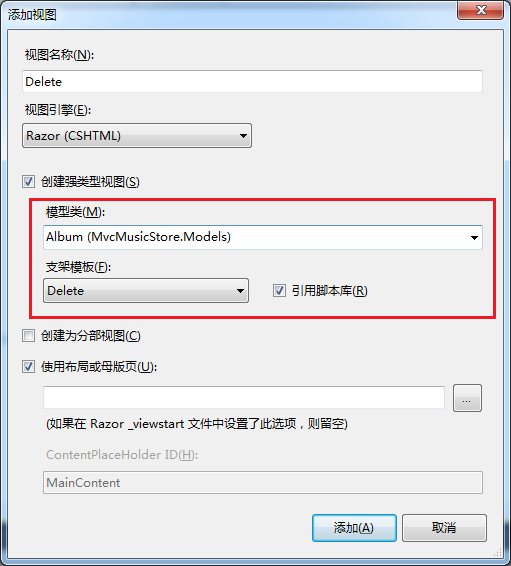 添加视图
视图名称(N):
Delete
视图引擎(E):
Razor (CSHTML)
创建强类型视图(S)
模型类(M):
Album (MvcMusicStore.Models)
支架模板(F):
Delete
引用脚本库(R)
创建为分部视图(C)
使用布局或母版页(U):
...
(如果在 Razor _viewstart 文件中设置了此选项，则留空)
ContentPlaceHolder ID(H):
MainContent
添加(A)
取消